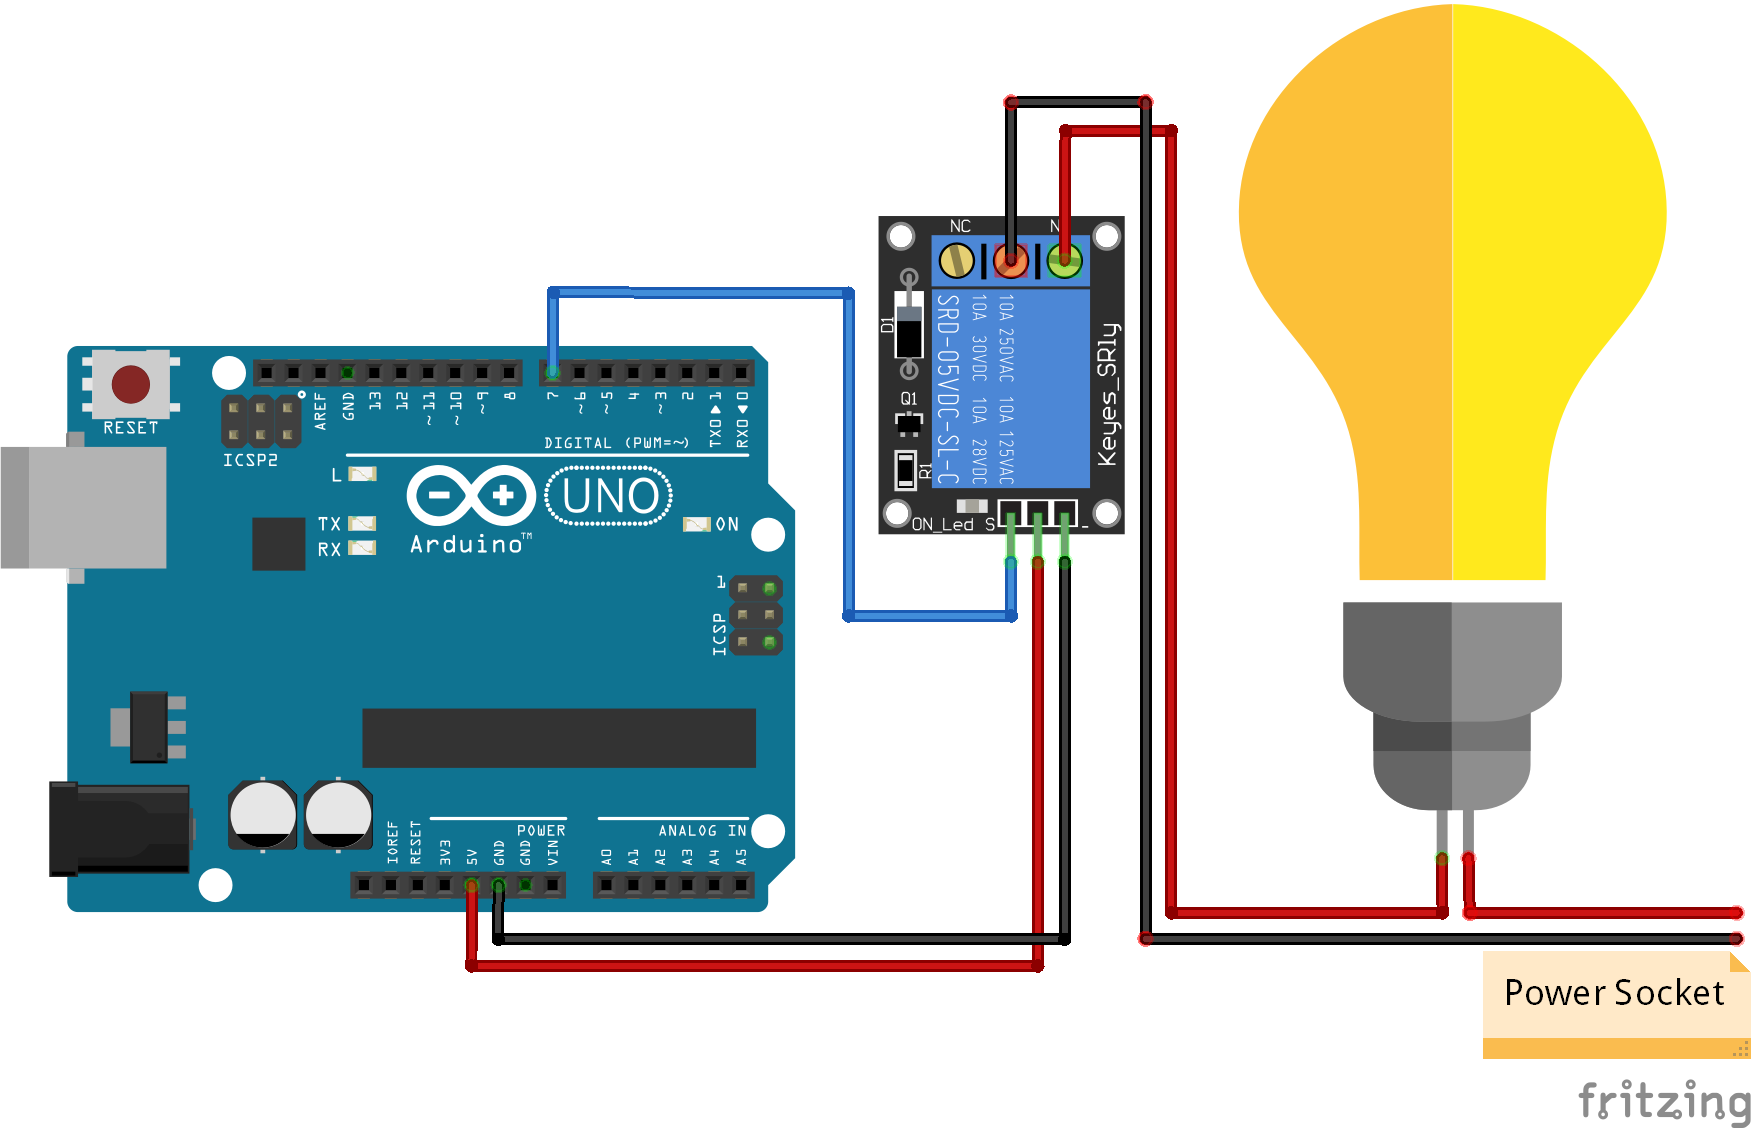 NC
N
D1
SRD-05VDC-SL-C
10A 30VDC 10A 28VDC
10A 250VAC 10A 125VAC
Keyes_SRly
Q1
R1
ON_Led S
-
RESET
ICSP2
AREF
GND
13
12
~11
~10
~9
8
7
~6
~5
4
~3
2
TX0▶1
RX0◀0
DIGITAL (PWM=~)
L
TX
RX
UNO
Arduino™
ON
1
ICSP
IOREF
RESET
3V3
5V
GND
GND
VIN
POWER
ANALOG IN
A0
A1
A2
A3
A4
A5
Power Socket
fritzing